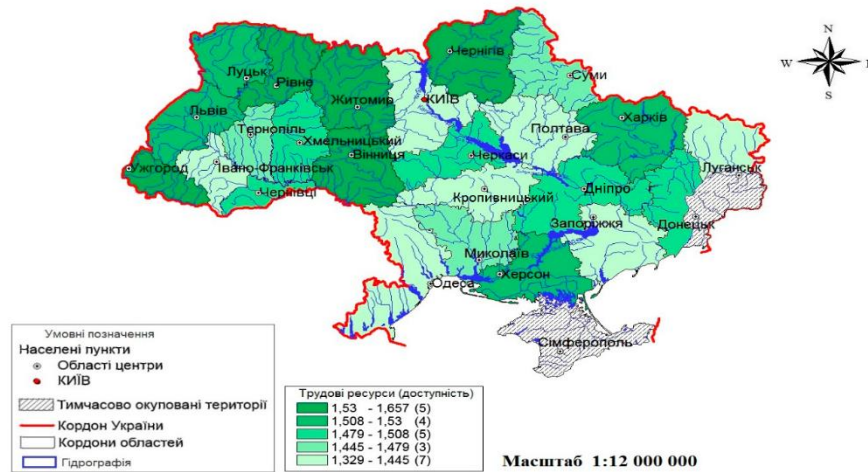 N
W
E
S
Чернігів
Суми
Луцьк
Рівне
КИЇВ
Житомир
Львів
Харків
Полтава
Тернопіль
Хмельницький
Вінниця
Черкаси
Луганськ
Ужгород
Івано-Франківськ
Чернівці
Кропивницький
Дніпро
Запоріжжя
Донецьк
Миколаїв
Херсон
Одеса
Сімферополь
Умовні позначення
Населені пункти
Області центри
КИЇВ
Тимчасово окуповані території
Кордон України
Кордони областей
Гідрографія
Трудові ресурси (доступність)
1,53 - 1,657 (5)
1,508 - 1,53 (4)
1,479 - 1,508 (5)
1,445 - 1,479 (3)
1,329 - 1,445 (7)
Масштаб 1:12 000 000